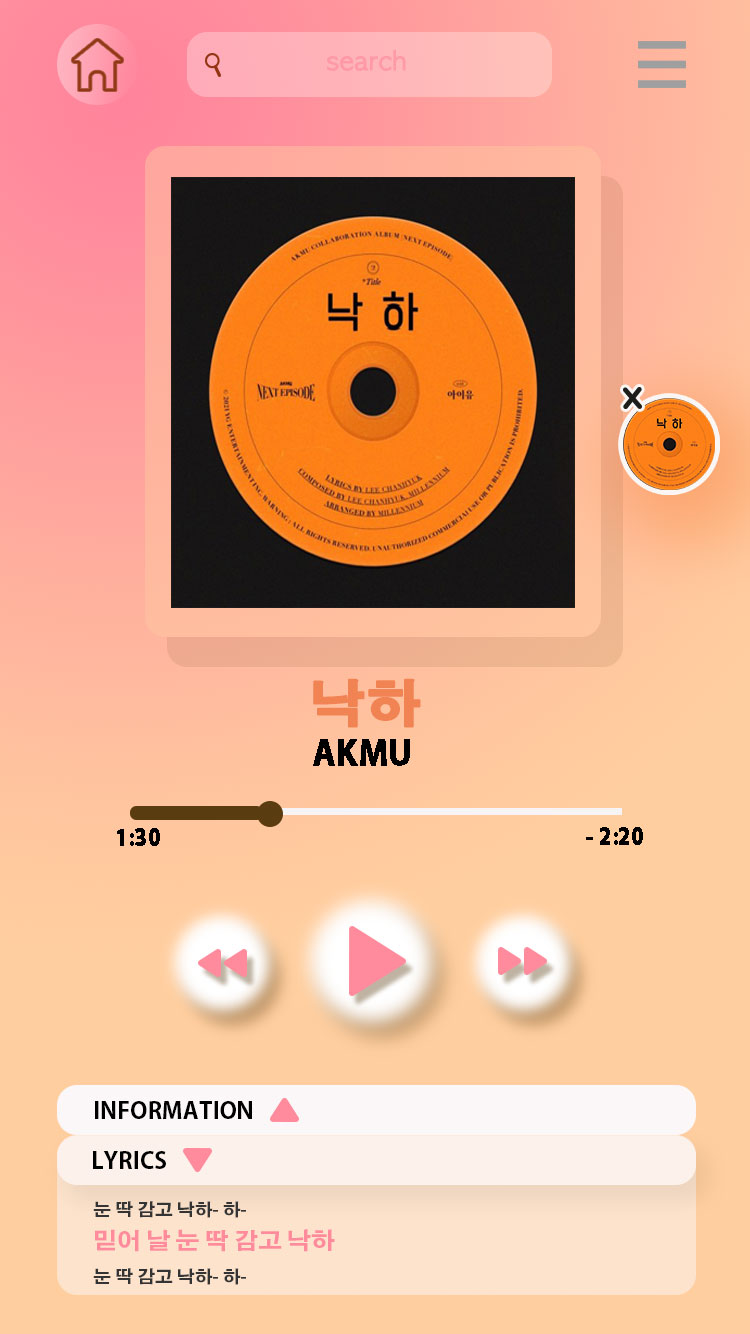 search
AKMU COLLABORATION ALBUM [NEXT EPISODE]
*Title
낙 하
AKMU
NEXT EPISODE
아이유
LYRICS BY LEE CHANHYUK
COMPOSED BY LEE CHANHYUK, MILLENNIUM
ARRANGED BY MILLENNIUM
© 2021 YG ENTERTAINMENT INC. WARNING : ALL RIGHTS RESERVED. UNAUTHORIZED COMMERCIAL USE OR PUBLICATION IS PROHIBITED.
낙 하
낙하
AKMU
1:30
- 2:20
INFORMATION
LYRICS
눈 딱 감고 낙하- 하-
믿어 날 눈 딱 감고 낙하
눈 딱 감고 낙하- 하-